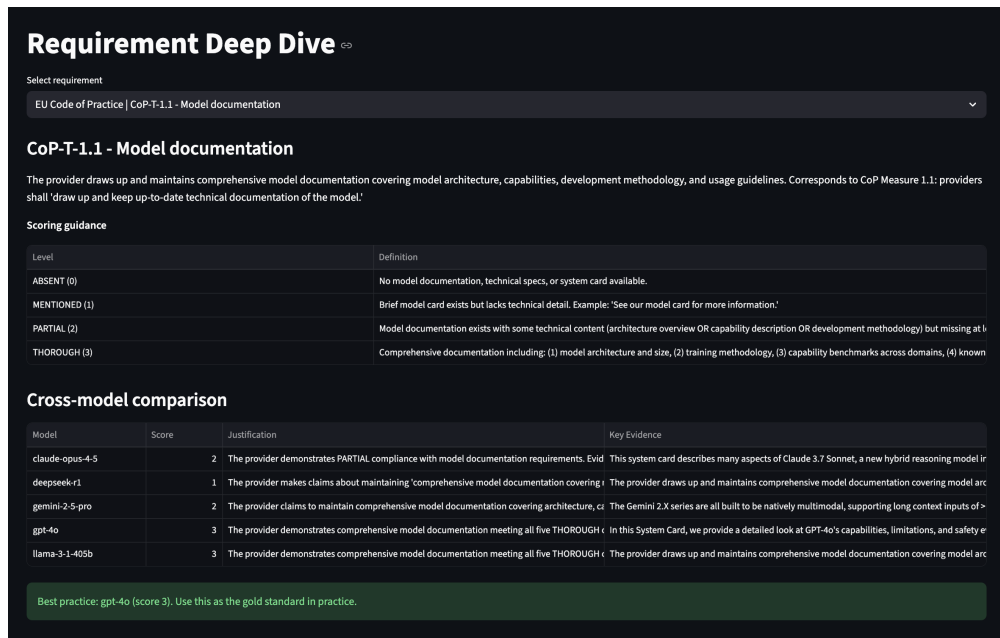 Requirement Deep Dive
Select requirement
EU Code of Practice | CoP-T-1.1 - Model documentation
CoP-T-1.1 - Model documentation
The provider draws up and maintains comprehensive model documentation covering model architecture, capabilities, development methodology, and usage guidelines. Corresponds to CoP Measure 1.1: providers
shall 'draw up and keep up-to-date technical documentation of the model.'
Scoring guidance
Level Definition
ABSENT (0) No model documentation, technical specs, or system card available.
MENTIONED (1) Brief model card exists but lacks technical detail. Example: 'See our model card for more information.'
PARTIAL (2) Model documentation exists with some technical content (architecture overview OR capability description OR development methodology) but missing at
THOROUGH (3) Comprehensive documentation including: (1) model architecture and size, (2) training methodology, (3) capability benchmarks across domains, (4) known
Cross-model comparison
Model Score Justification Key Evidence
claude-opus-4-5 2 The provider demonstrates PARTIAL compliance with model documentation requirements. Evid This system card describes many aspects of Claude 3.7 Sonnet, a new hybrid reasoning model
deepseek-r1 1 The provider makes claims about maintaining 'comprehensive model documentation covering The provider draws up and maintains comprehensive model documentation covering model arc
gemini-2-5-pro 2 The provider claims to maintain comprehensive model documentation covering architecture, ca The Gemini 2.X series are all built to be natively multimodal, supporting long context inputs of >
gpt-4o 3 The provider demonstrates comprehensive model documentation meeting all five THOROUGH In this System Card, we provide a detailed look at GPT-4o's capabilities, limitations, and safety
llama-3-1-405b 3 The provider demonstrates comprehensive model documentation meeting all five THOROUGH The provider draws up and maintains comprehensive model documentation covering model arc
Best practice: gpt-4o (score 3). Use this as the gold standard in practice.